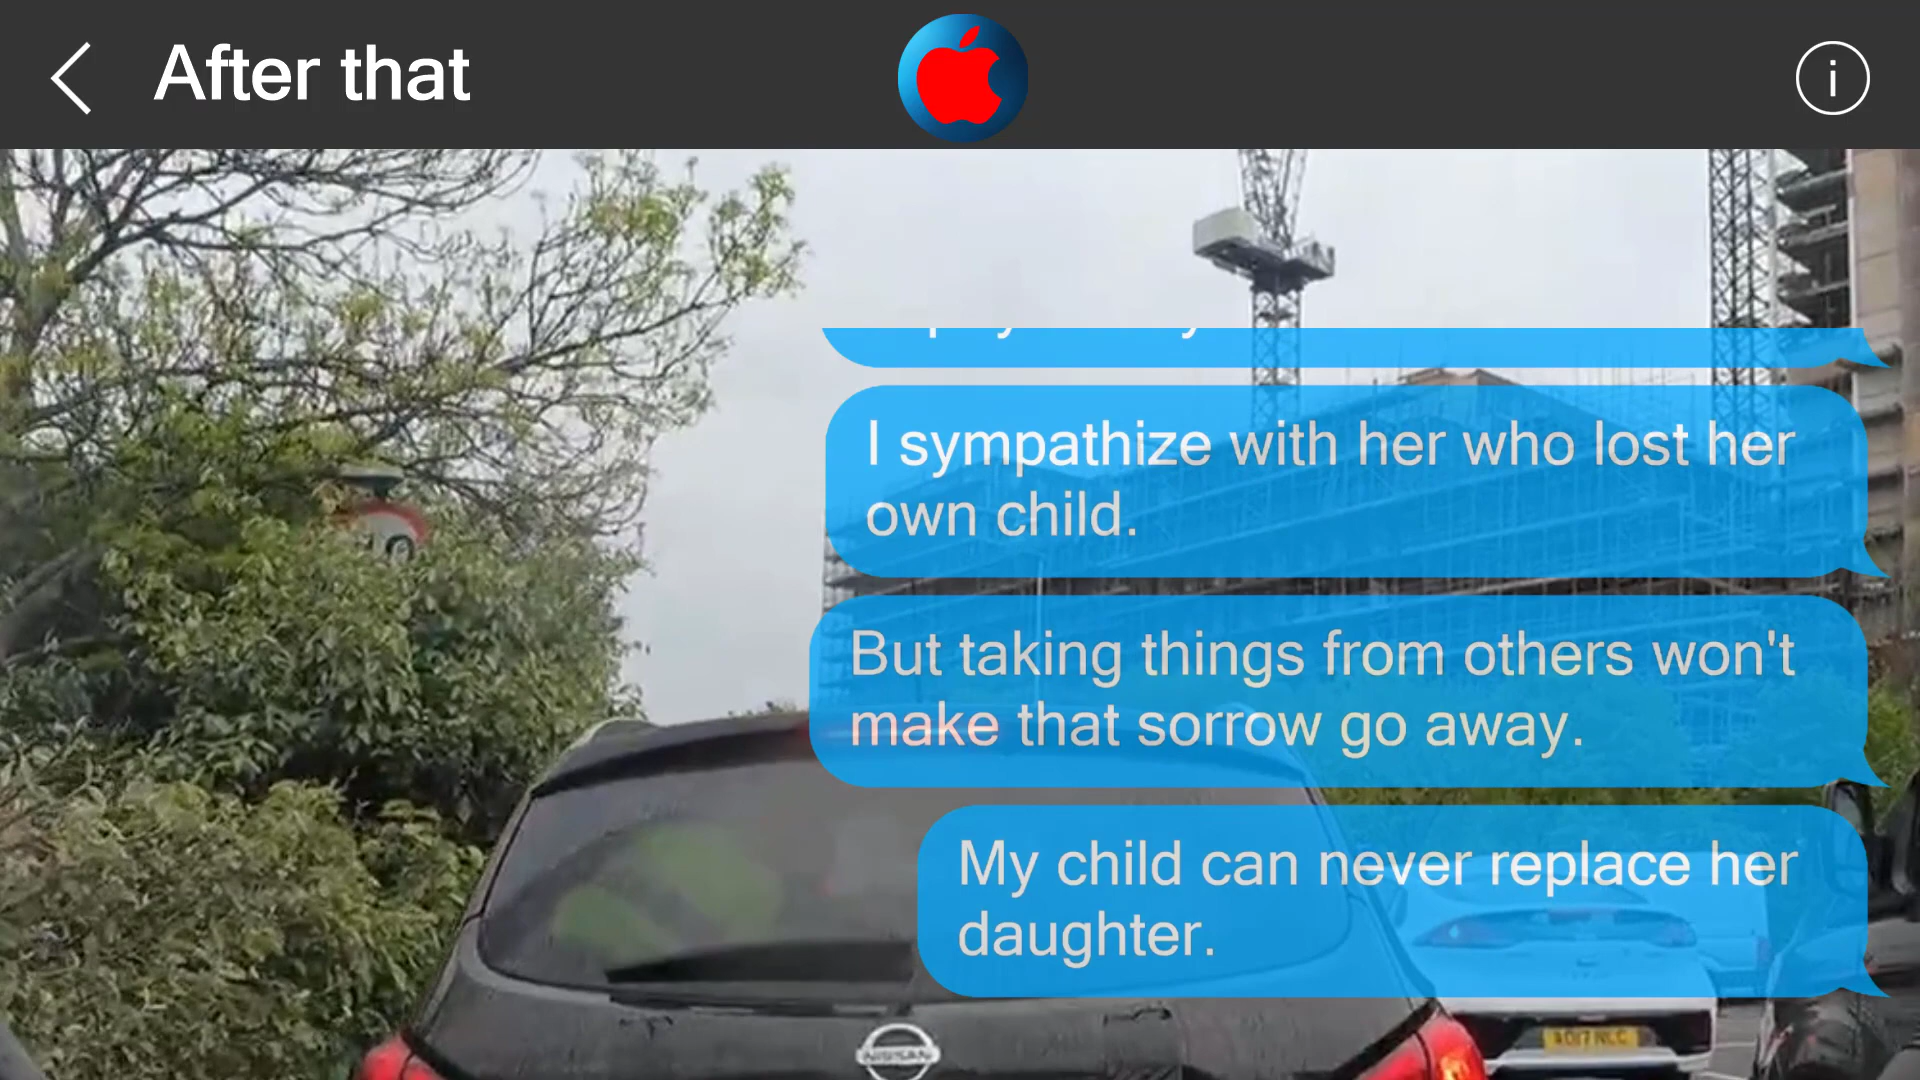 After that
i
I sympathize with her who lost her
own child.
But taking things from others won't
make that sorrow go away.
My child can never replace her
daughter.
NISSAN